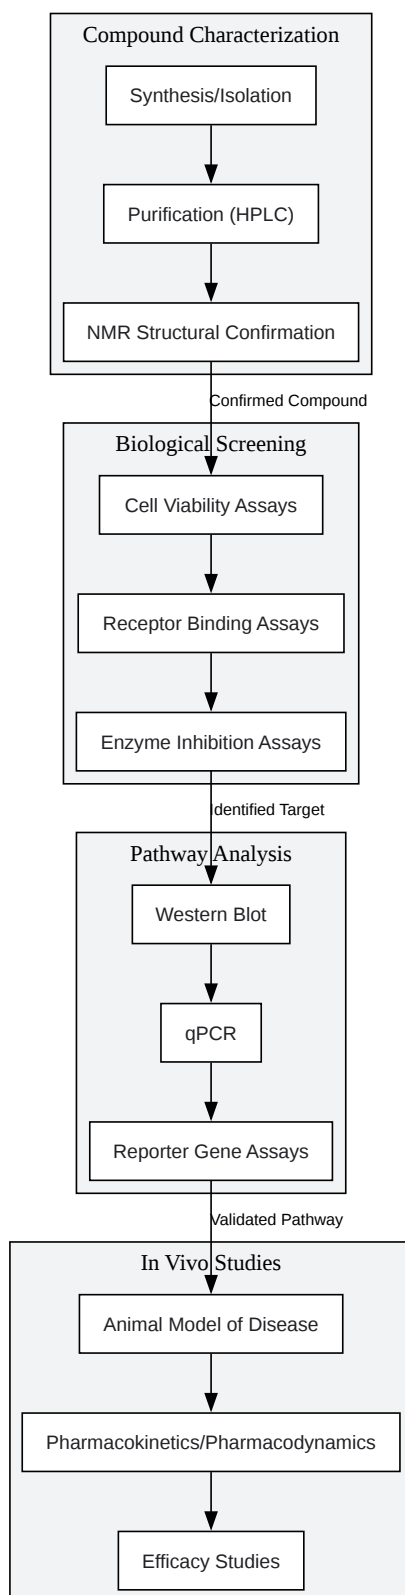 Compound Characterization
Synthesis/Isolation
Purification (HPLC)
NMR Structural Confirmation
Confirmed Compound
Biological Screening
Cell Viability Assays
Receptor Binding Assays
Enzyme Inhibition Assays
Identified Target
Pathway Analysis
Western Blot
qPCR
Reporter Gene Assays
Validated Pathway
In Vivo Studies
Animal Model of Disease
Pharmacokinetics/Pharmacodynamics
Efficacy Studies